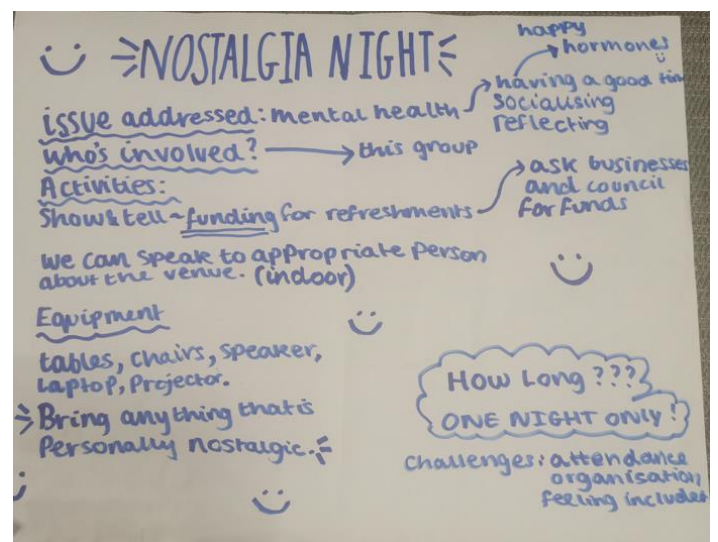 NOSTALGIA NIGHT
happy
hormones
issue addressed: mental health
having a good tim
socialising
reflecting
who's involved? this group
Activities:
Show & tell ~ funding for refreshments
ask businesses
and council
for funds
we can speak to appropriate person
about the venue. (indoor)
Equipment
tables, chairs, speaker,
Laptop, Projector.
Bring anything that is
Personally nostalgic.
How Long ???
ONE NIGHT ONLY!
challenges: attendance
organisation,
feeling included